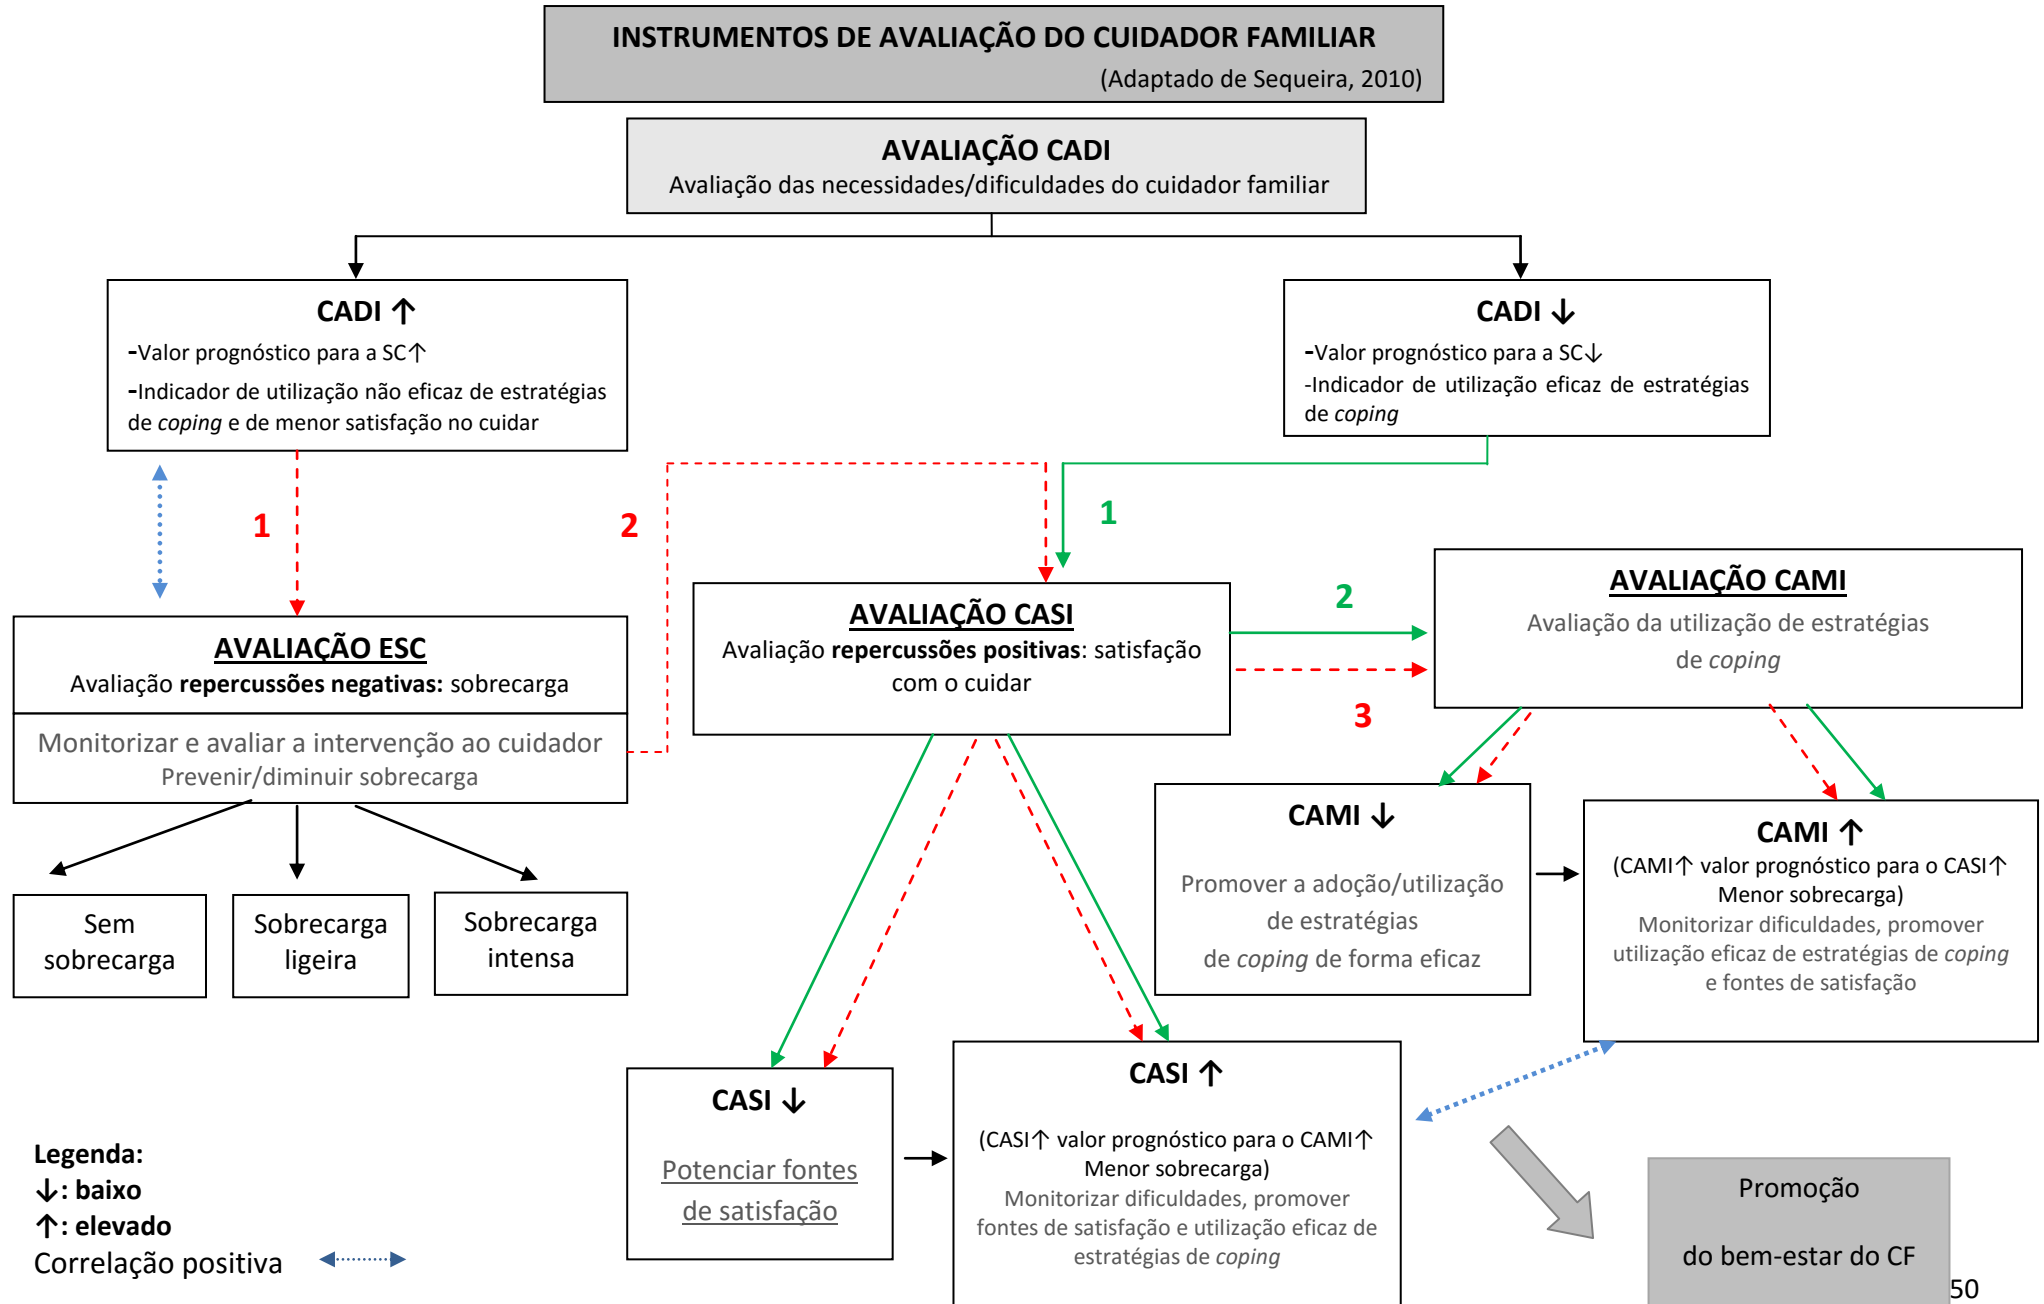 INSTRUMENTOS DE AVALIAÇÃO DO CUIDADOR FAMILIAR
(Adaptado de Sequeira, 2010)
AVALIAÇÃO CADI
Avaliação das necessidades/dificuldades do cuidador familiar
CADI ↑
-Valor prognóstico para a SC↑
-Indicador de utilização não eficaz de estratégias
de coping e de menor satisfação no cuidar
CADI ↓
-Valor prognóstico para a SC↓
-Indicador de utilização eficaz de estratégias
de coping
1
2
1
AVALIAÇÃO ESC
Avaliação repercussões negativas: sobrecarga
Monitorizar e avaliar a intervenção ao cuidador
Prevenir/diminuir sobrecarga
AVALIAÇÃO CASI
Avaliação repercussões positivas: satisfação
com o cuidar
2
3
AVALIAÇÃO CAMI
Avaliação da utilização de estratégias
de coping
Sem
sobrecarga
Sobrecarga
ligeira
Sobrecarga
intensa
CAMI ↓
Promover a adoção/utilização
de estratégias
de coping de forma eficaz
CAMI ↑
(CAMI↑ valor prognóstico para o CASI↑
Menor sobrecarga)
Monitorizar dificuldades, promover
utilização eficaz de estratégias de coping
e fontes de satisfação
CASI ↓
Potenciar fontes
de satisfação
CASI ↑
(CASI↑ valor prognóstico para o CAMI↑
Menor sobrecarga)
Monitorizar dificuldades, promover
fontes de satisfação e utilização eficaz de
estratégias de coping
Legenda:
↓: baixo
↑: elevado
Correlação positiva
Promoção
do bem-estar do CF
50